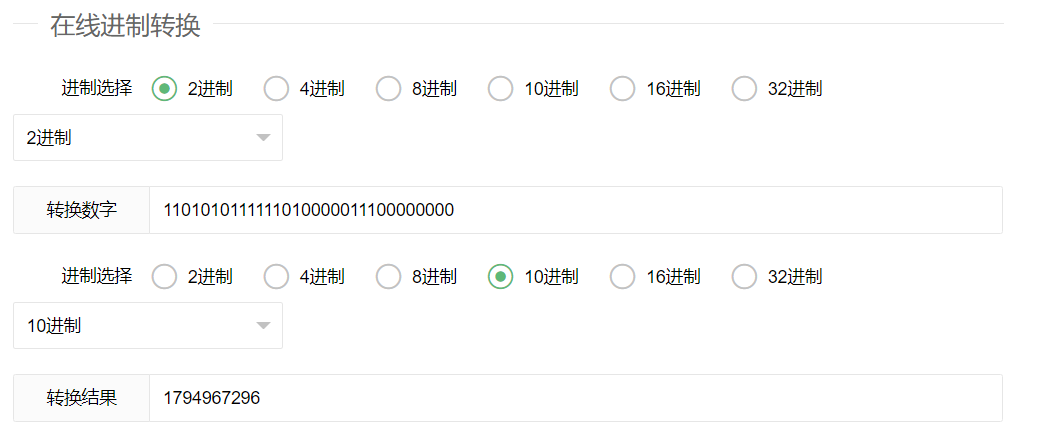 在线进制转换
进制选择 2进制 4进制 8进制 10进制 16进制 32进制
2进制
转换数字 1101010111111010000011100000000
进制选择 2进制 4进制 8进制 10进制 16进制 32进制
10进制
转换结果 1794967296